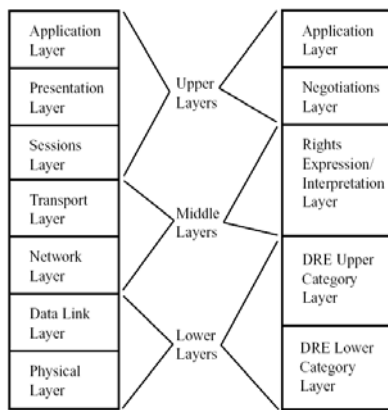 Application
Layer
Presentation
Layer
Sessions
Layer
Transport
Layer
Network
Layer
Data Link
Layer
Physical
Layer
Upper
Layers
Middle
Layers
Lower
Layers
Application
Layer
Negotiations
Layer
Rights
Expression/
Interpretation
Layer
DRE Upper
Category
Layer
DRE Lower
Category
Layer